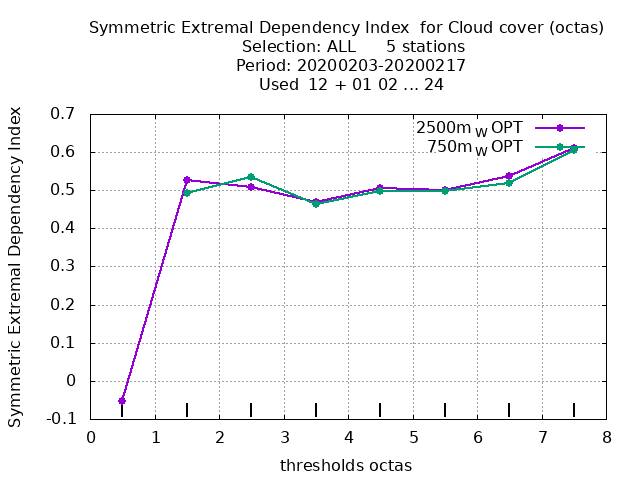 Symmetric Extremal Dependency Index  for Cloud cover (octas)
Selection: ALL      5 stations
Period: 20200203-20200217
Used  12 + 01 02 ... 24
Symmetric Extremal Dependency Index
0.7
0.6
0.5
0.4
0.3
0.2
0.1
0
-0.1
2500m W OPT
750m W OPT
0 1 2 3 4 5 6 7 8
thresholds octas